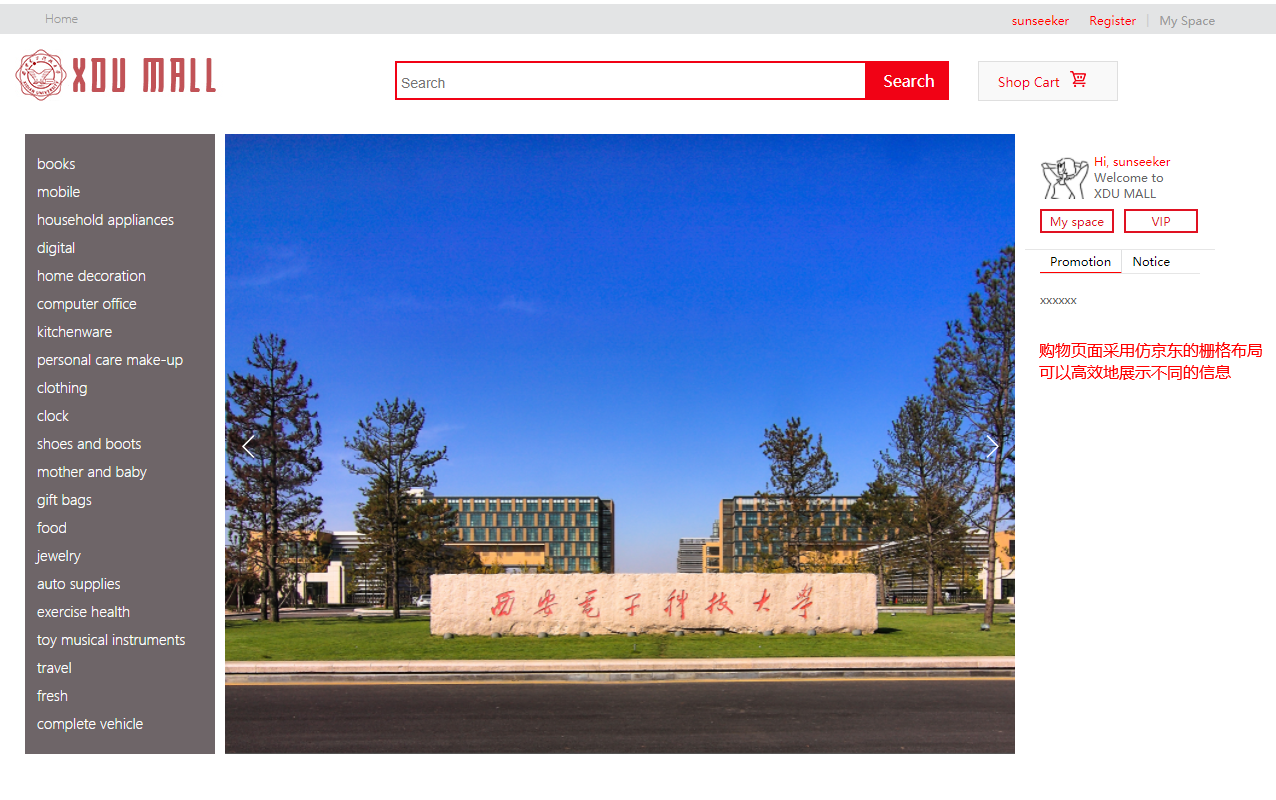 Home
sunseeker
Register
My Space
XDU MALL
Search
Search
Shop Cart
books
mobile
household appliances
digital
home decoration
computer office
kitchenware
personal care make-up
clothing
clock
shoes and boots
mother and baby
gift bags
food
jewelry
auto supplies
exercise health
toy musical instruments
travel
fresh
complete vehicle
西安电子科技大学
Hi, sunseeker
Welcome to
XDU MALL
My space
VIP
Promotion
Notice
xxxxxx
购物页面采用仿京东的栅格布局
可以高效地展示不同的信息